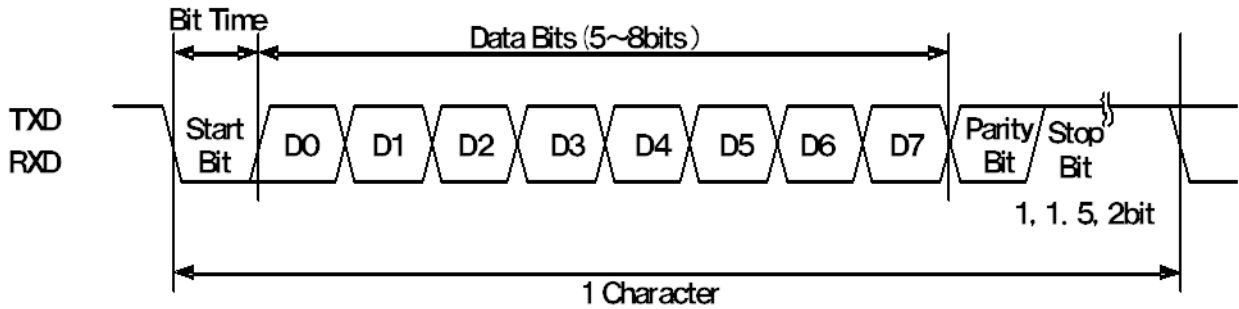 Bit Time
Data Bits (5~8bits)
TXD
RXD
Start
Bit
D0
D1
D2
D3
D4
D5
D6
D7
Parity
Bit
Stop
Bit
1, 1. 5, 2bit
1 Character